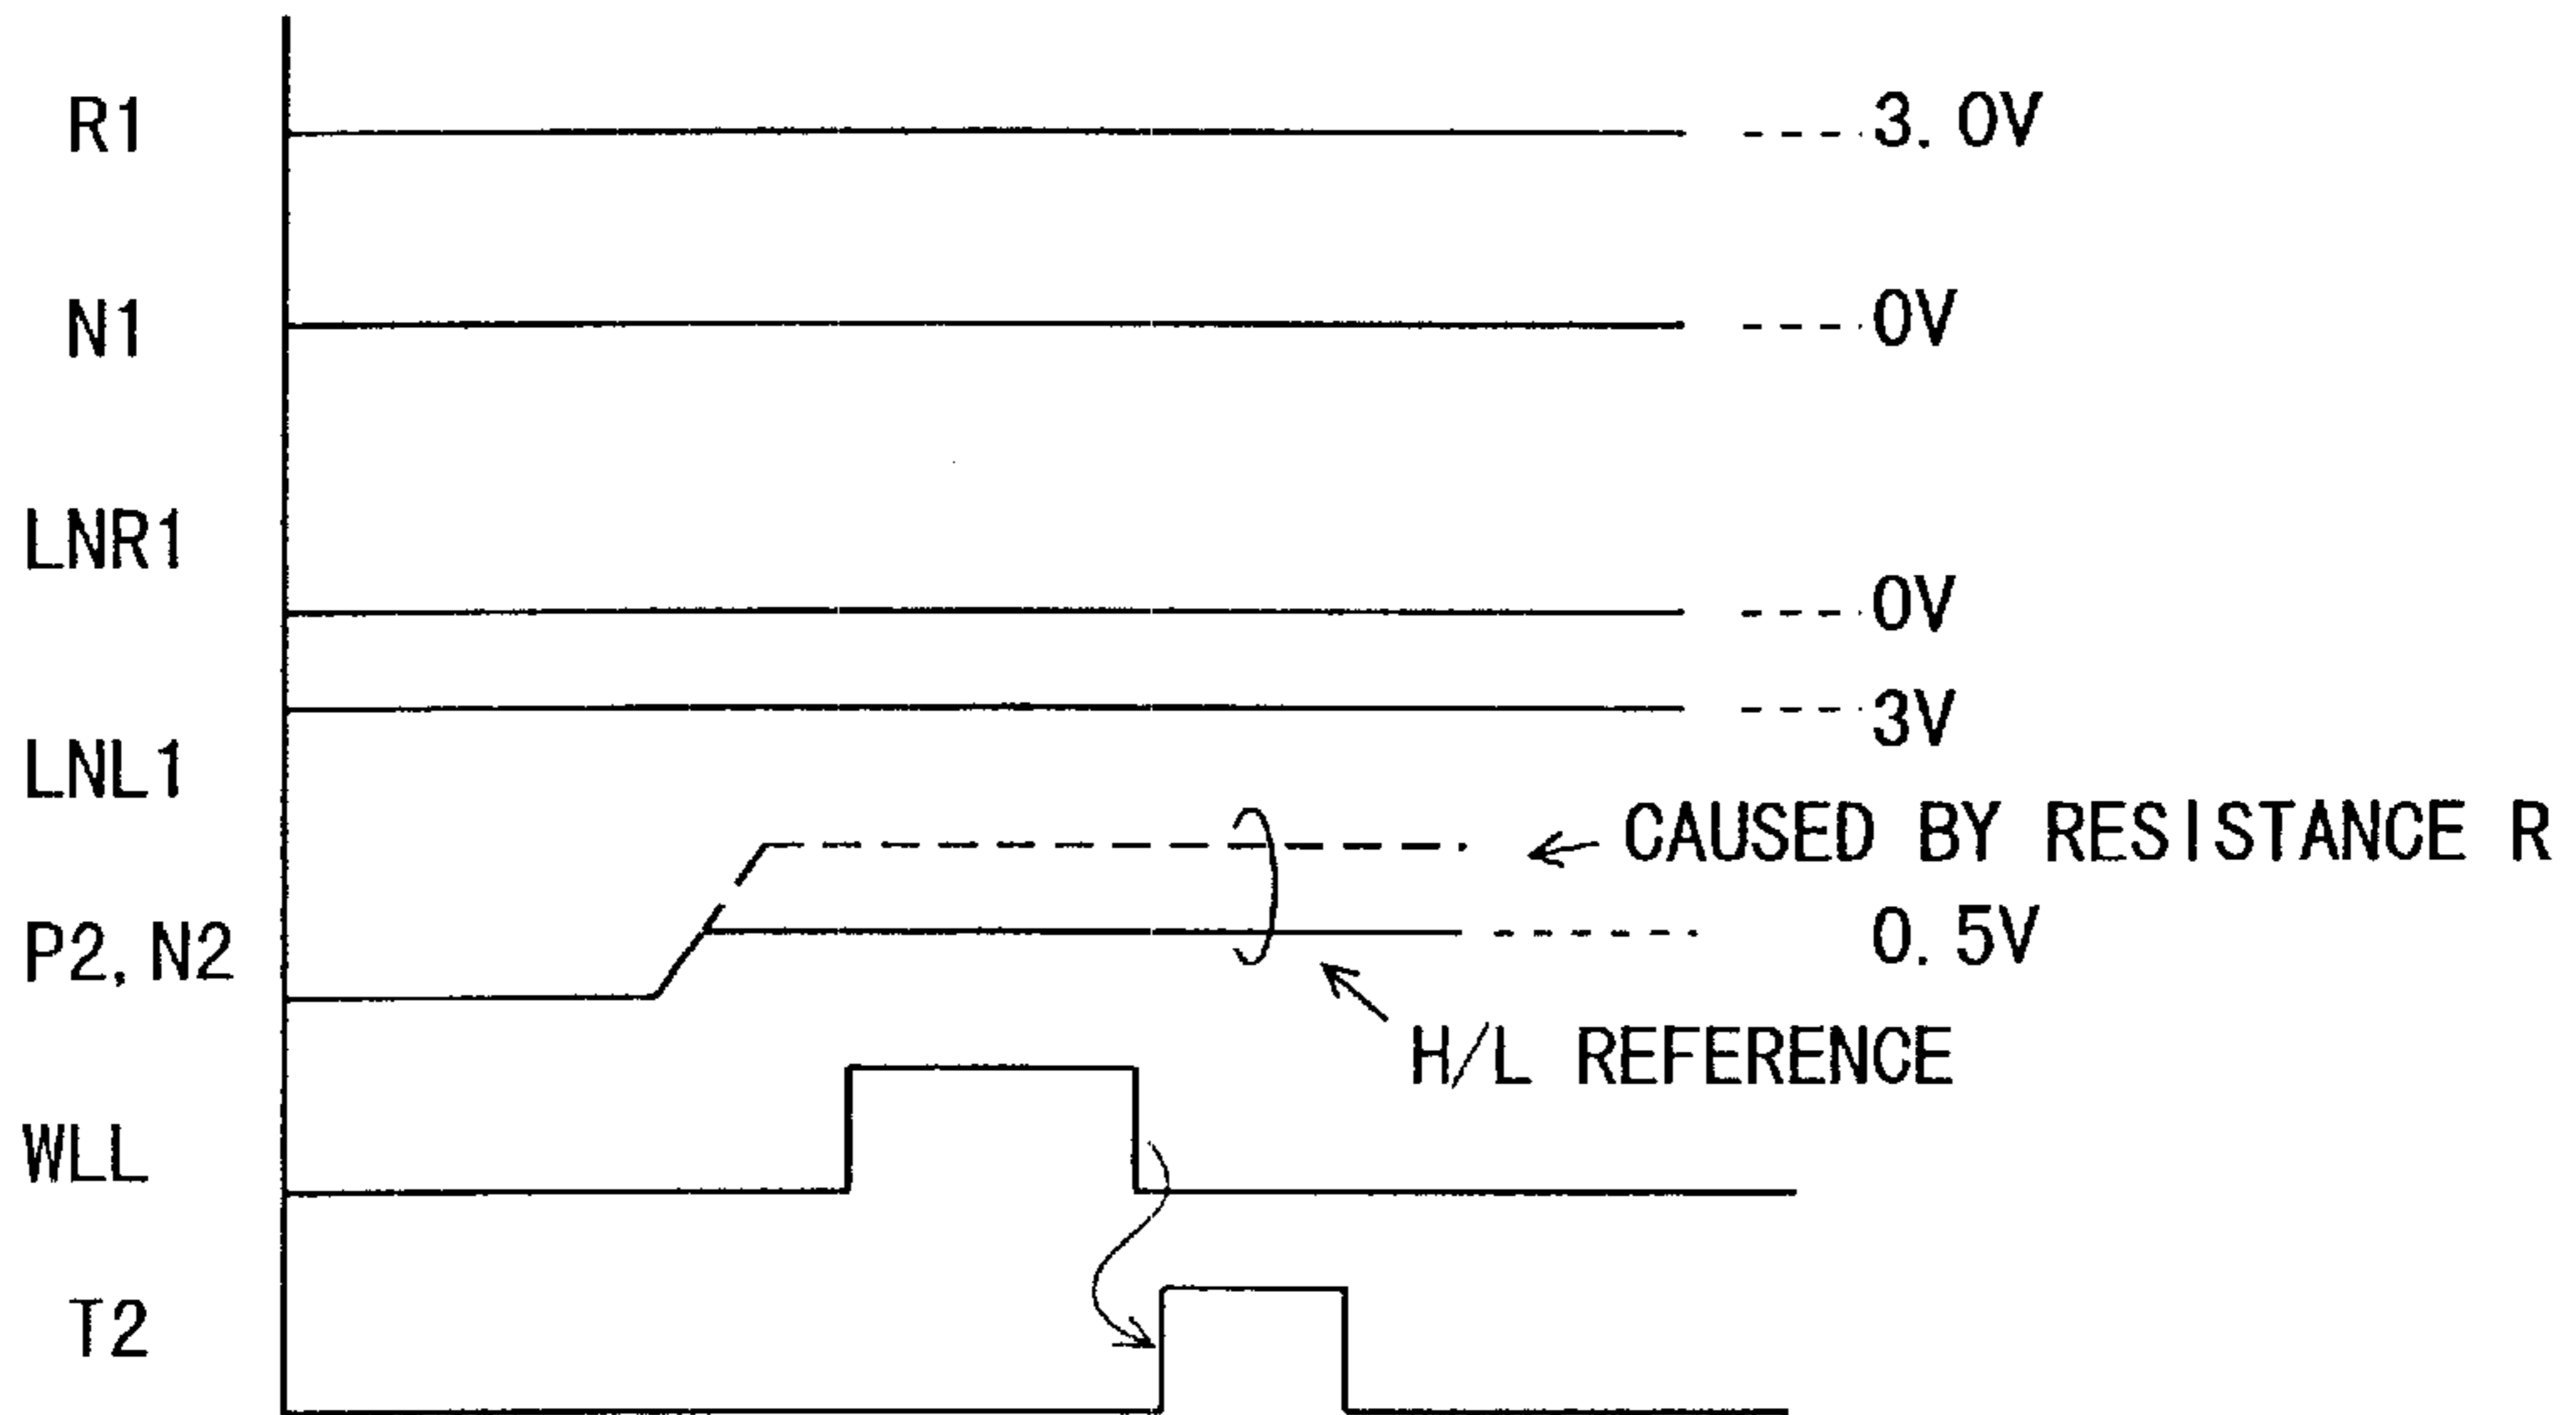 R1
3.0V
N1
0V
LNR1
0V
3V
LNL1
CAUSED BY RESISTANCE R
P2, N2
0.5V
H/L REFERENCE
WLL
T2